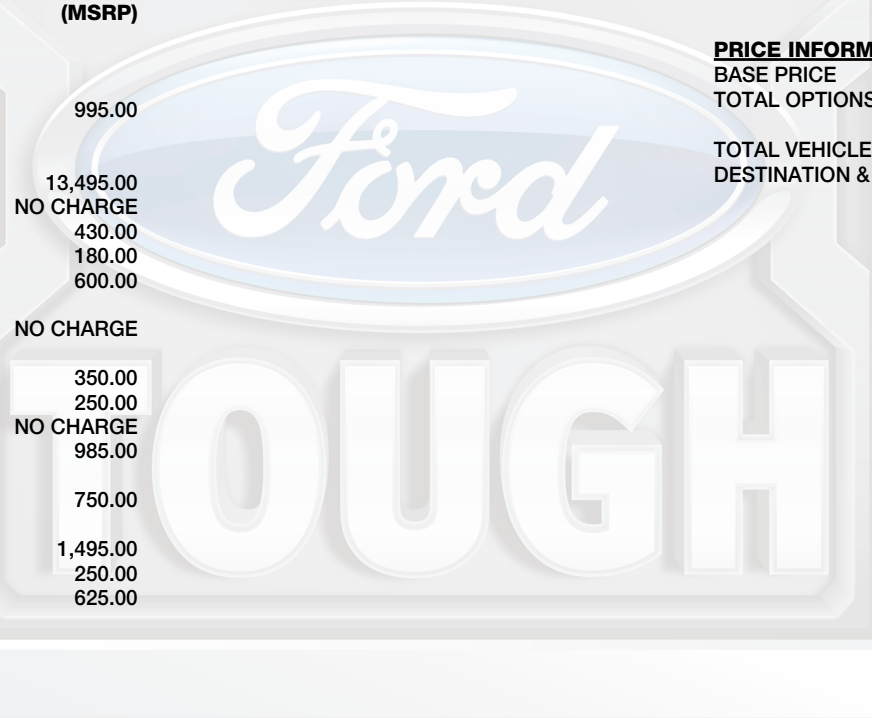 (MSRP)
995.00
13,495.00
NO CHARGE
430.00
180.00
600.00
NO CHARGE
350.00
250.00
NO CHARGE
985.00
750.00
1,495.00
250.00
625.00
PRICE INFORM
BASE PRICE
TOTAL OPTIONS
TOTAL VEHICLE
DESTINATION &
Ford
TOUGH